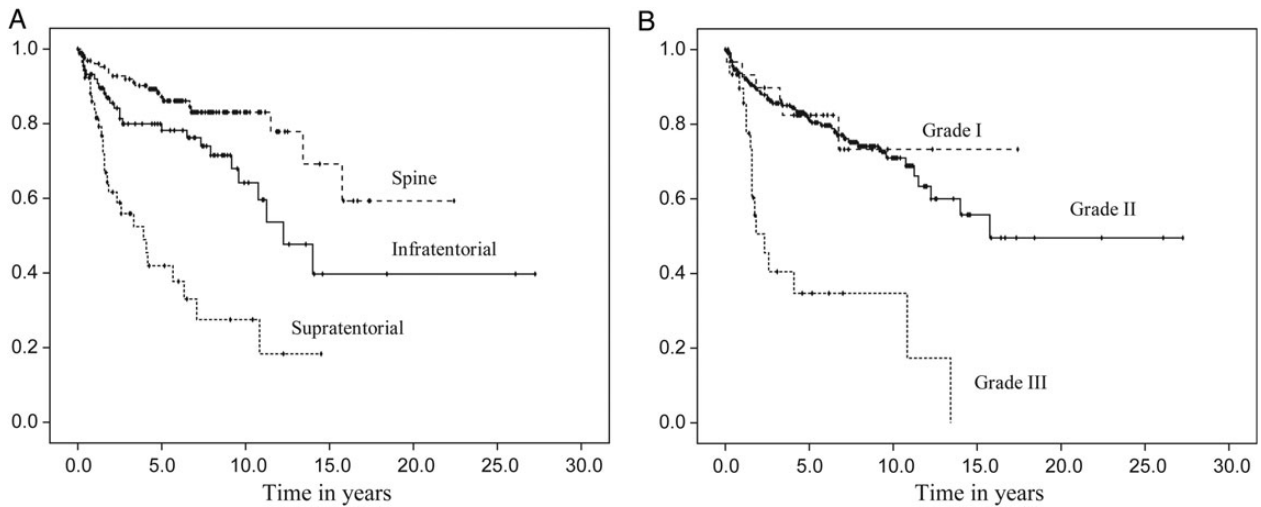 A
1.0
0.8
0.6
0.4
0.2
0.0
Spine
Infratentorial
Supratentorial
0.0 5.0 10.0 15.0 20.0 25.0 30.0
Time in years
B
1.0
0.8
0.6
0.4
0.2
0.0
Grade I
Grade II
Grade III
0.0 5.0 10.0 15.0 20.0 25.0 30.0
Time in years